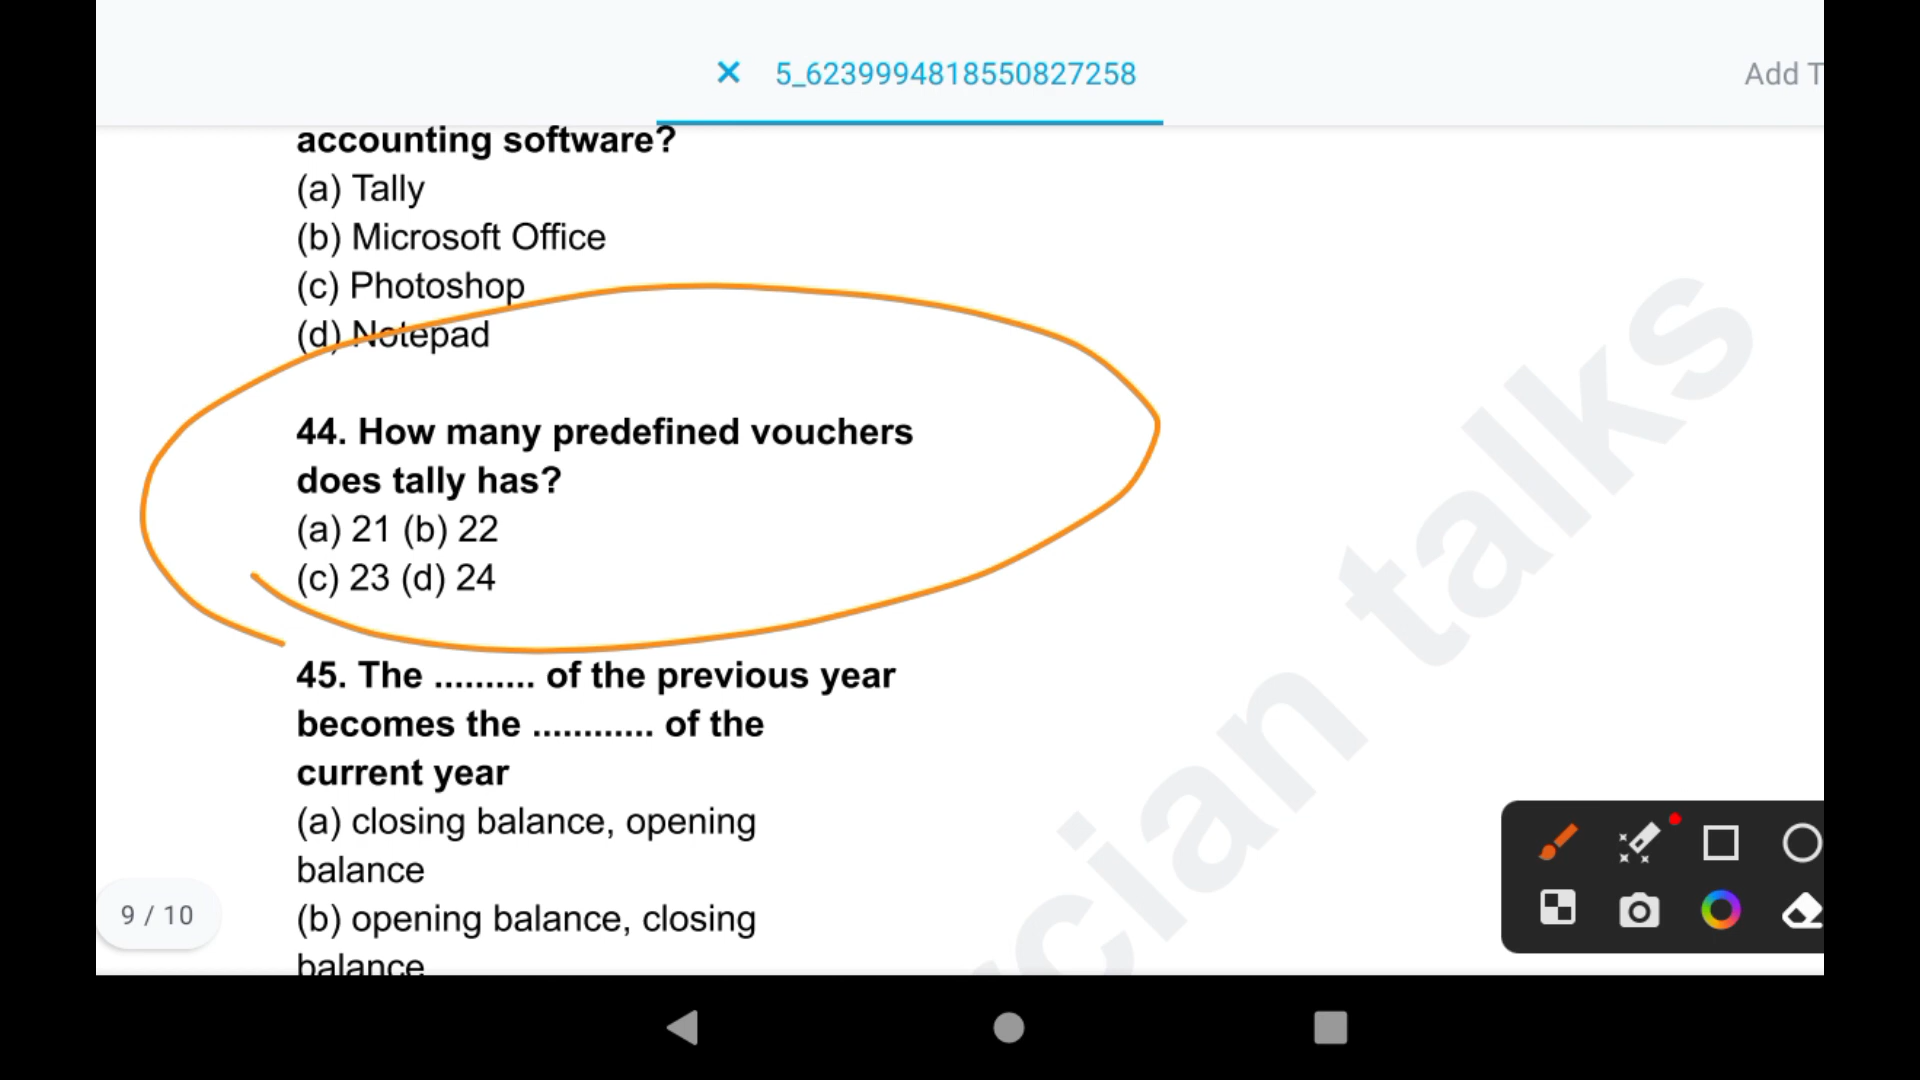 5_6239994818550827258
Add T
accounting software?
(a) Tally
(b) Microsoft Office
(c) Photoshop
(d) Notepad
44. How many predefined vouchers
does tally has?
(a) 21 (b) 22
(c) 23 (d) 24
45. The .......... of the previous year
becomes the ............ of the
current year
(a) closing balance, opening
balance
(b) opening balance, closing
balance
9 / 10
rcian talks